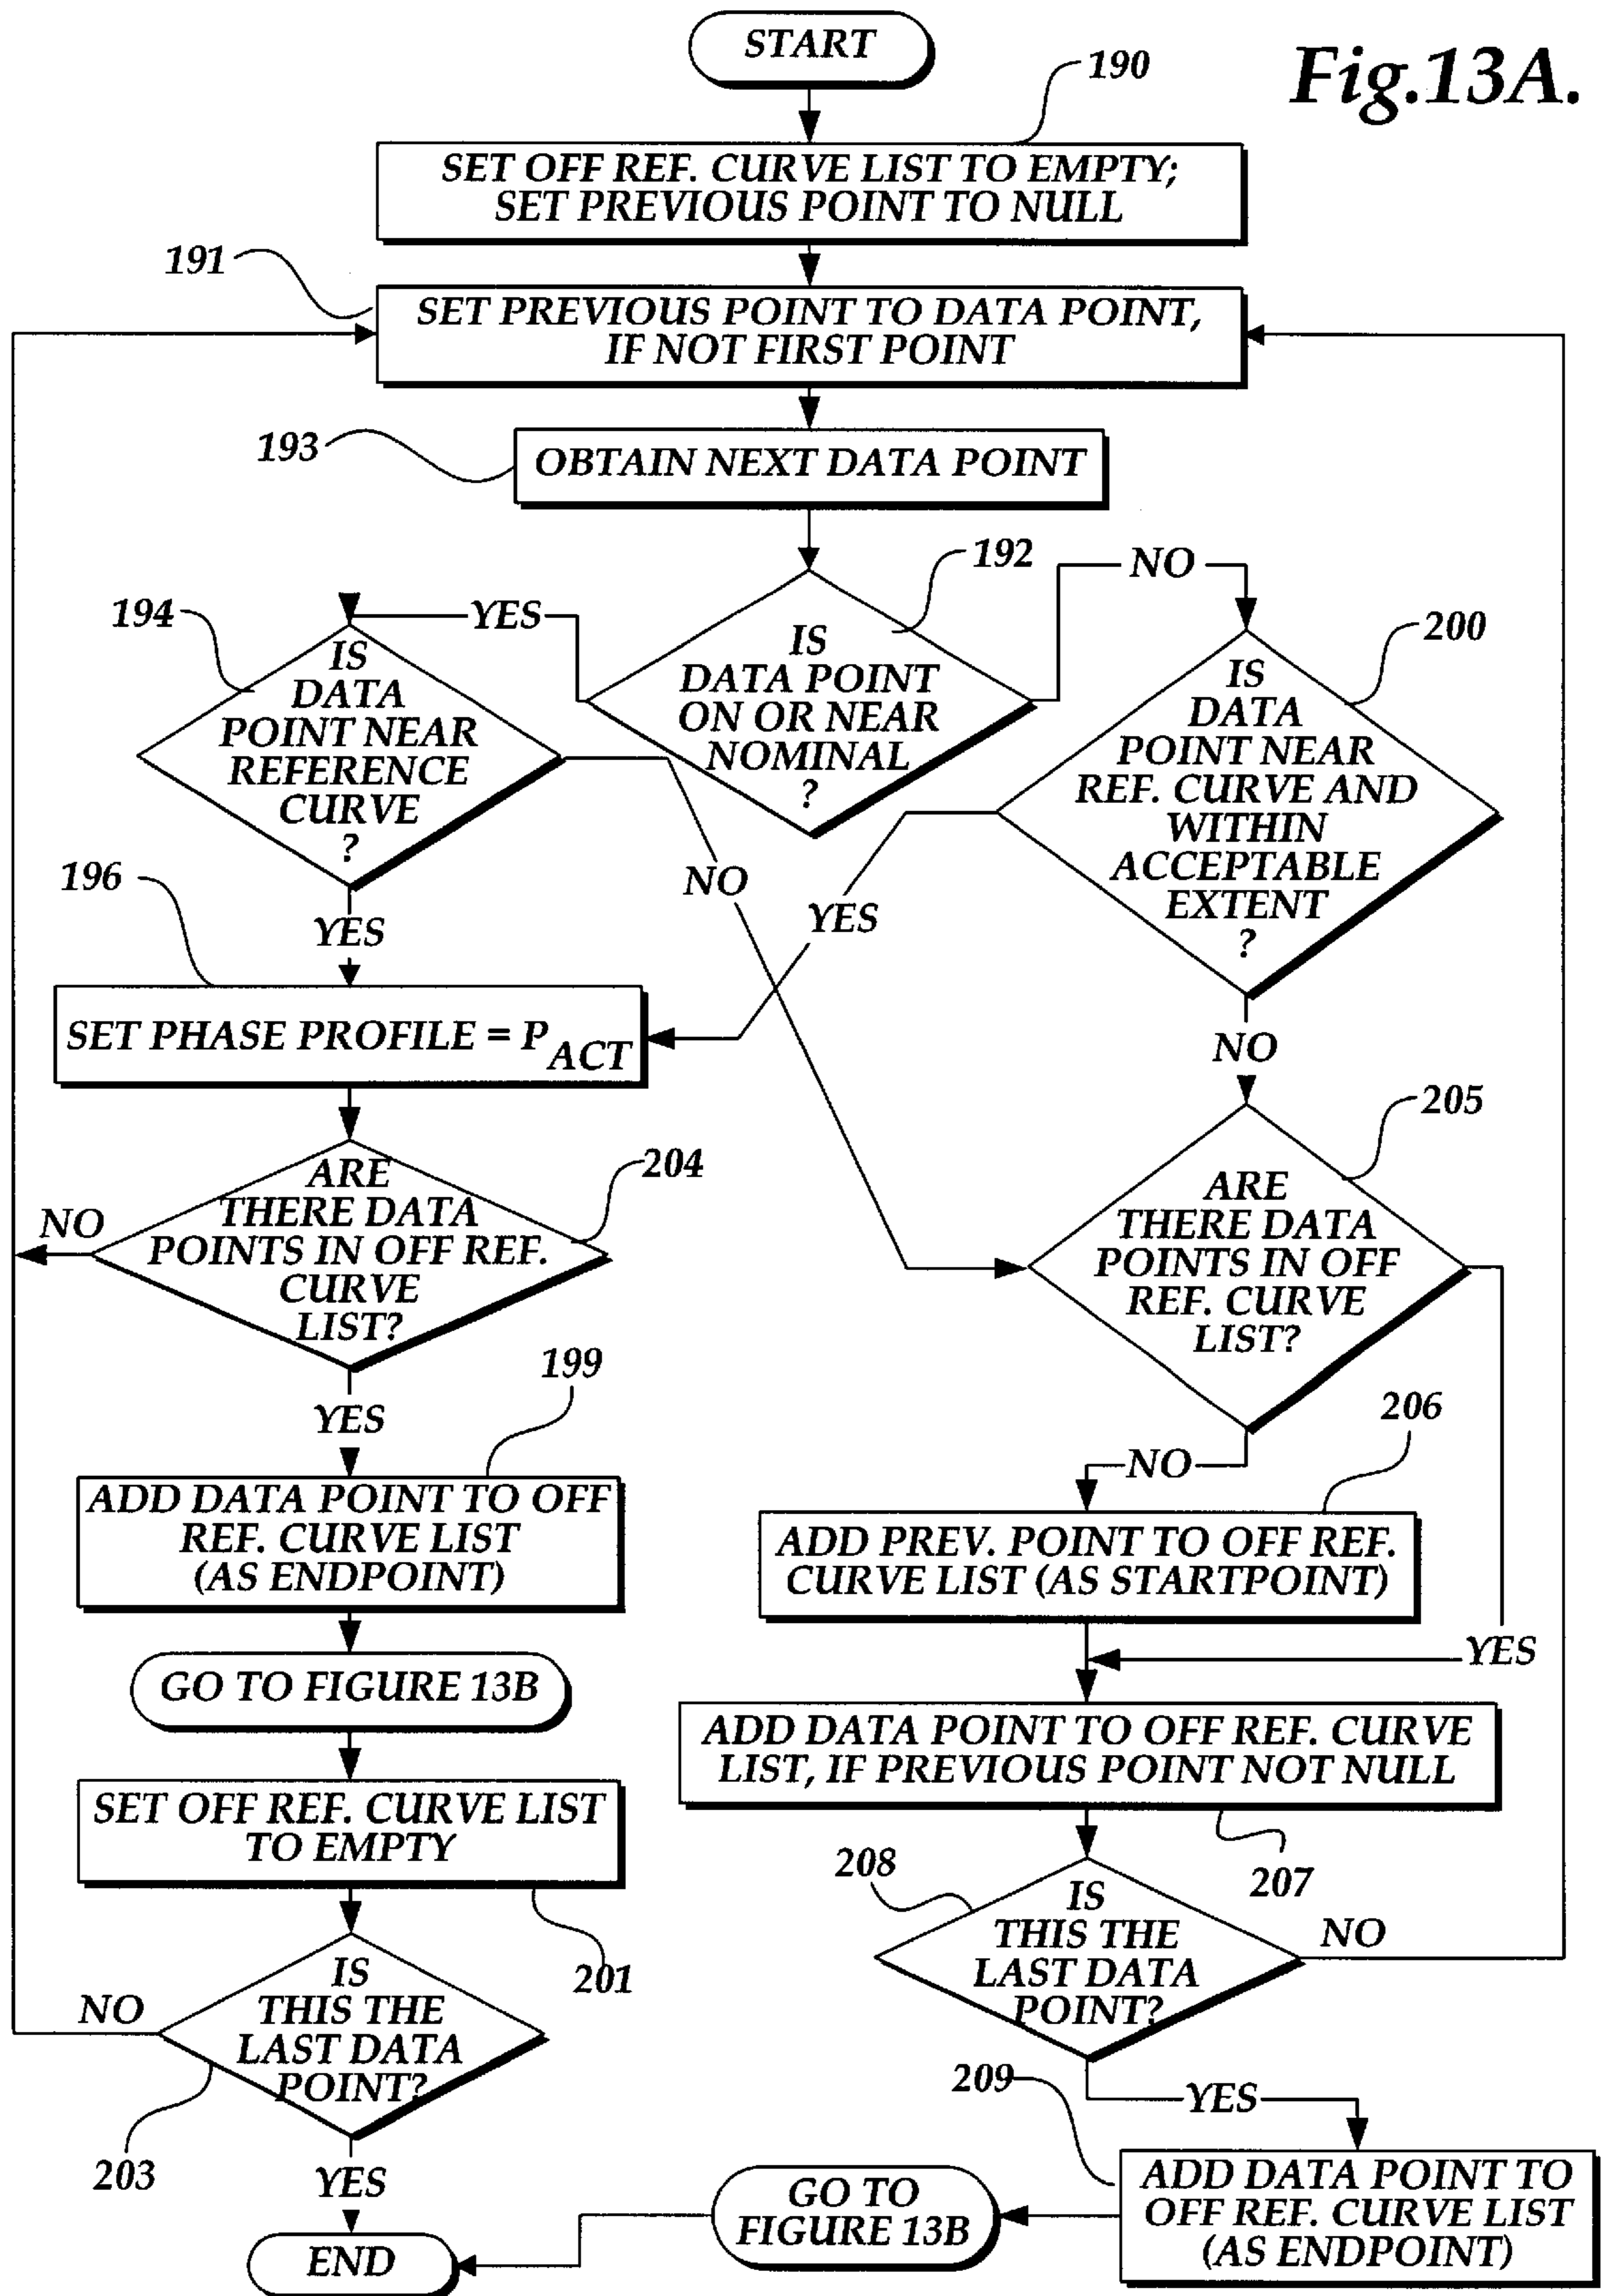 START
190
Fig.13A.
SET OFF REF. CURVE LIST TO EMPTY;
SET PREVIOUS POINT TO NULL
191
SET PREVIOUS POINT TO DATA POINT,
IF NOT FIRST POINT
193
OBTAIN NEXT DATA POINT
192
IS
DATA POINT
ON OR NEAR
NOMINAL
?
YES
NO
194
IS
DATA
POINT NEAR
REFERENCE
CURVE
?
200
IS
DATA
POINT NEAR
REF. CURVE AND
WITHIN
ACCEPTABLE
EXTENT
?
NO
YES
196
YES
SET PHASE PROFILE = P ACT
NO
204
ARE
THERE DATA
POINTS IN OFF REF.
CURVE
LIST?
NO
205
ARE
THERE DATA
POINTS IN OFF
REF. CURVE
LIST?
199
YES
ADD DATA POINT TO OFF
REF. CURVE LIST
(AS ENDPOINT)
206
NO
ADD PREV. POINT TO OFF REF.
CURVE LIST (AS STARTPOINT)
YES
GO TO FIGURE 13B
ADD DATA POINT TO OFF REF. CURVE
LIST, IF PREVIOUS POINT NOT NULL
207
SET OFF REF. CURVE LIST
TO EMPTY
201
208
IS
THIS THE
LAST DATA
POINT?
NO
IS
THIS THE
LAST DATA
POINT?
NO
203
YES
209
YES
ADD DATA POINT TO
OFF REF. CURVE LIST
(AS ENDPOINT)
GO TO
FIGURE 13B
END